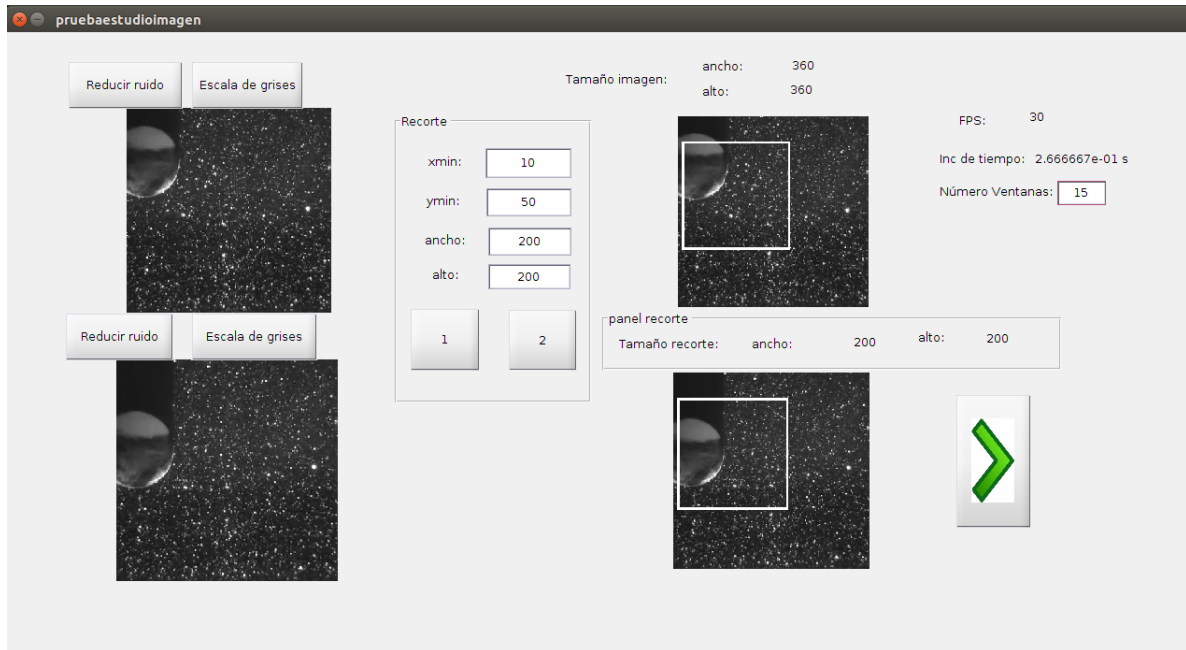 pruebaestudioimagen
Reducir ruido
Escala de grises
Tamaño imagen:
ancho: 360
alto: 360
Recorte
xmin: 10
ymin: 50
ancho: 200
alto: 200
1
2
FPS: 30
Inc de tiempo: 2.666667e-01 s
Número Ventanas: 15
Reducir ruido
Escala de grises
panel recorte
Tamaño recorte: ancho: 200 alto: 200